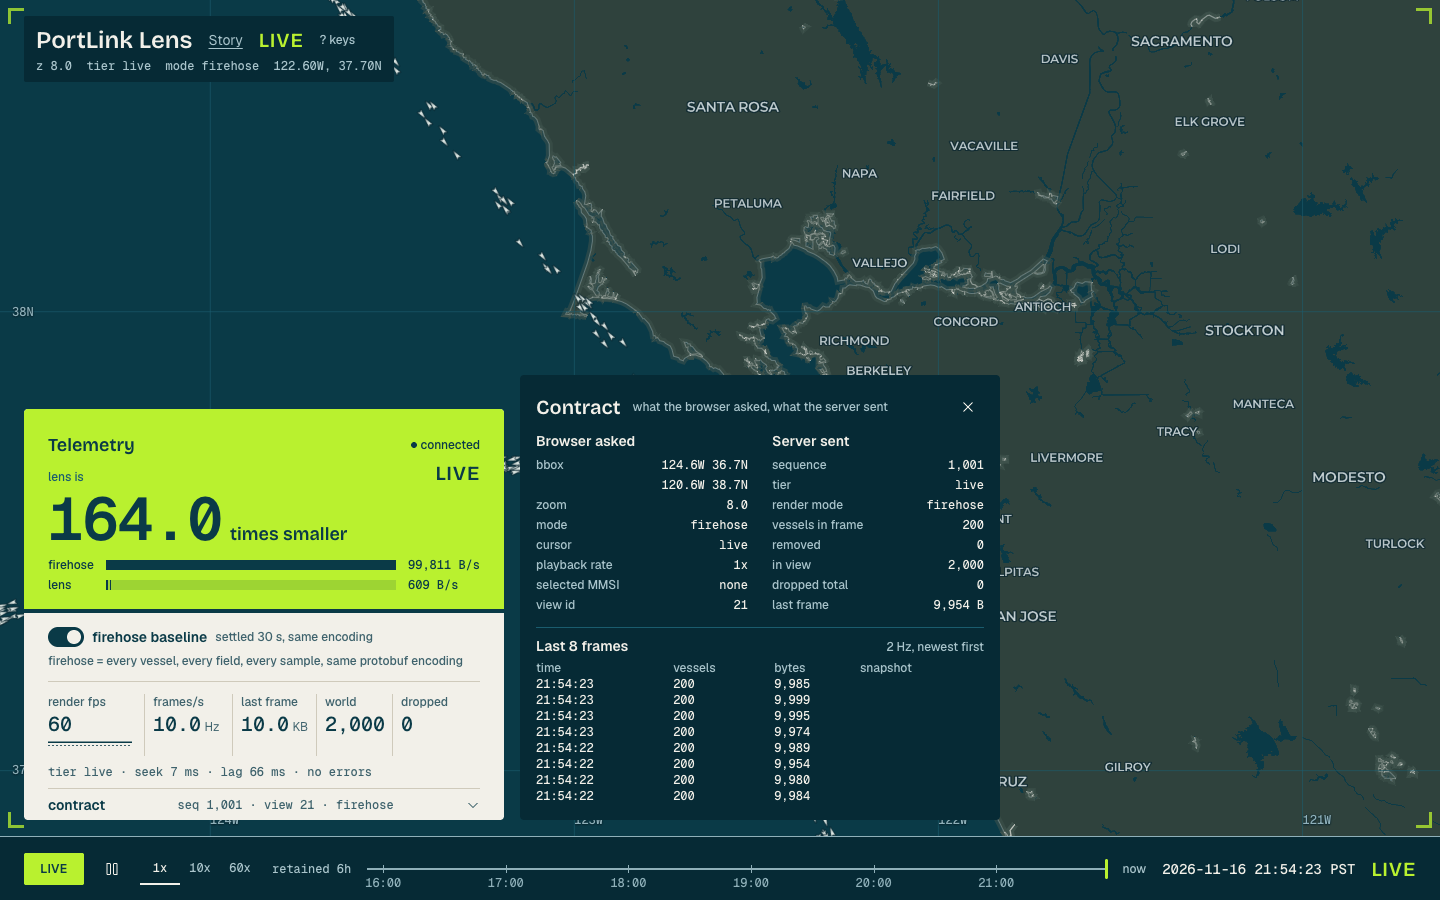 PortLink Lens Story LIVE ? keys
z 8.0 tier live mode firehose 122.60W, 37.70N
SACRAMENTO
DAVIS
SANTA ROSA
ELK GROVE
VACAVILLE
NAPA
FAIRFIELD
PETALUMA
LODI
VALLEJO
38N
ANTIOCH
CONCORD
STOCKTON
RICHMOND
BERKELEY
MANTECA
TRACY
LIVERMORE
MODESTO
TURLOCK
NT
LPITAS
AN JOSE
GILROY
RUZ
37
124W
123W
122W
121W
Telemetry
connected
lens is
LIVE
164.0 times smaller
firehose 99,811 B/s
lens 609 B/s
firehose baseline settled 30 s, same encoding
firehose = every vessel, every field, every sample, same protobuf encoding
render fps frames/s last frame world dropped
60 10.0 Hz 10.0 KB 2,000 0
tier live · seek 7 ms · lag 66 ms · no errors
contract seq 1,001 · view 21 · firehose
Contract what the browser asked, what the server sent
Browser asked
bbox 124.6W 36.7N
120.6W 38.7N
zoom 8.0
mode firehose
cursor live
playback rate 1x
selected MMSI none
view id 21
Server sent
sequence 1,001
tier live
render mode firehose
vessels in frame 200
removed 0
in view 2,000
dropped total 0
last frame 9,954 B
Last 8 frames 2 Hz, newest first
time vessels bytes snapshot
21:54:23 200 9,985
21:54:23 200 9,999
21:54:23 200 9,995
21:54:23 200 9,974
21:54:22 200 9,989
21:54:22 200 9,954
21:54:22 200 9,980
21:54:22 200 9,984
LIVE 1x 10x 60x retained 6h
16:00 17:00 18:00 19:00 20:00 21:00
now 2026-11-16 21:54:23 PST LIVE